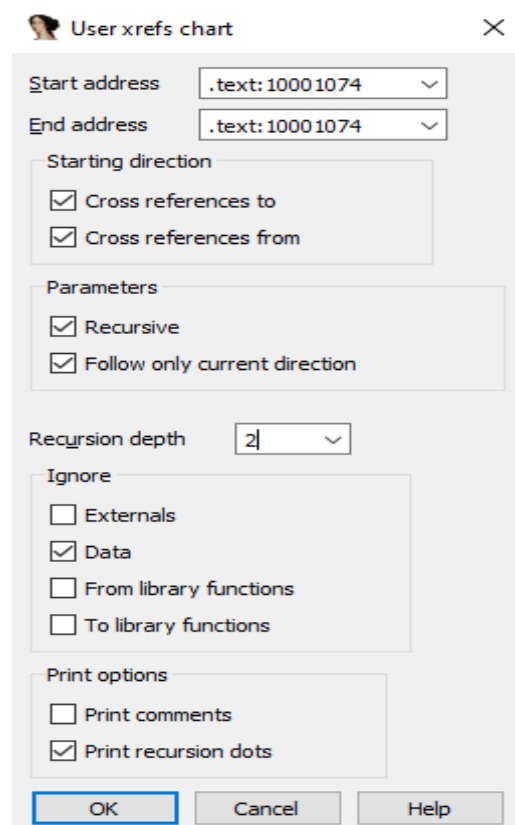 User xrefs chart
Start address .text:10001074
End address .text:10001074
Starting direction
Cross references to
Cross references from
Parameters
Recursive
Follow only current direction
Recursion depth 2
Ignore
Externals
Data
From library functions
To library functions
Print options
Print comments
Print recursion dots
OK Cancel Help